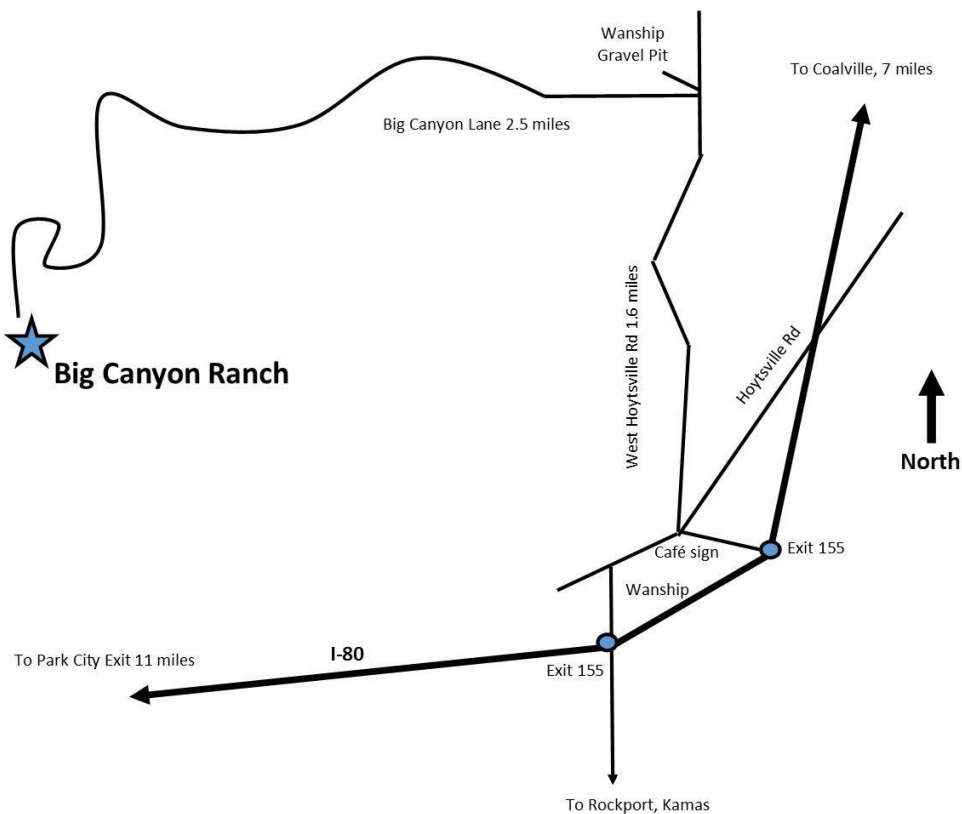 Wanship
Gravel Pit
To Coalville, 7 miles
Big Canyon Lane 2.5 miles
West Hoytsville Rd 1.6 miles
Hoytsville Rd
Big Canyon Ranch
North
Café sign
Exit 155
Wanship
I-80
To Park City Exit 11 miles
Exit 155
To Rockport, Kamas